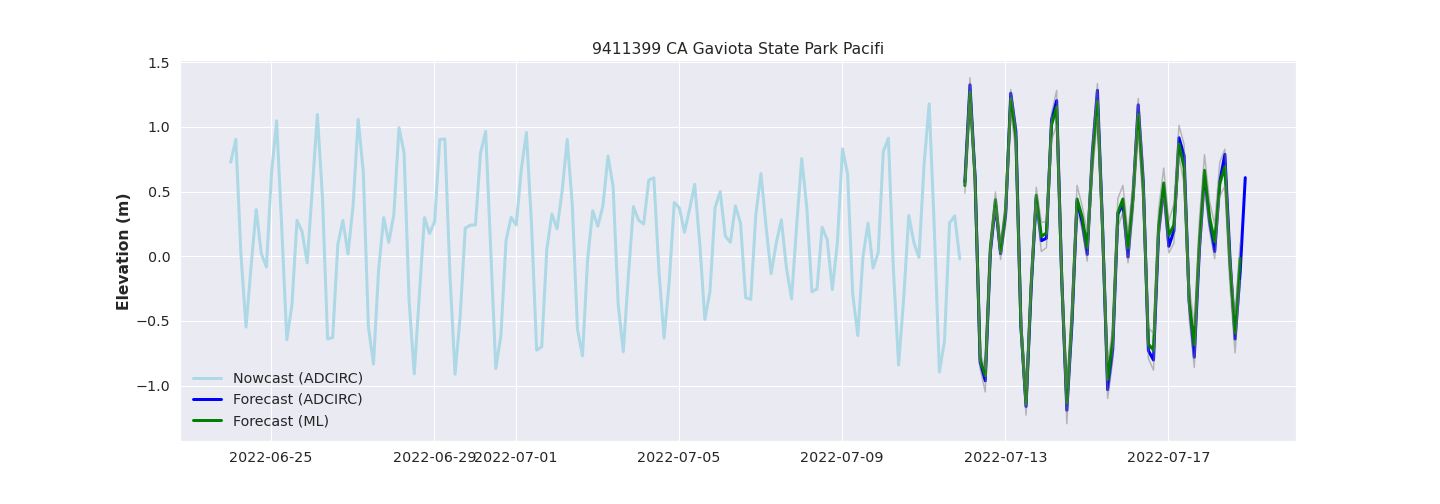 9411399 CA Gaviota State Park Pacifi
1.5
1.0
0.5
0.0
−0.5
−1.0
Elevation (m)
Nowcast (ADCIRC)
Forecast (ADCIRC)
Forecast (ML)
2022-06-25 2022-06-29 2022-07-01 2022-07-05 2022-07-09 2022-07-13 2022-07-17